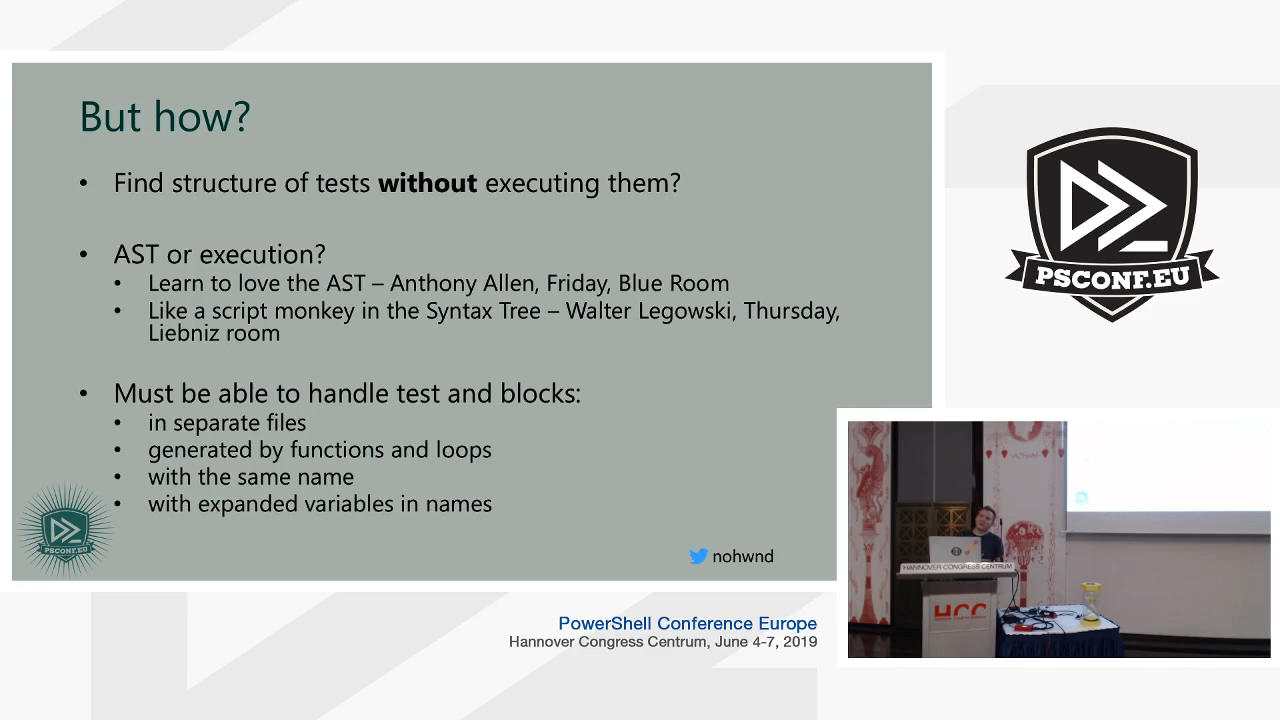 But how?
• Find structure of tests without executing them?
• AST or execution?
• Learn to love the AST – Anthony Allen, Friday, Blue Room
• Like a script monkey in the Syntax Tree – Walter Legowski, Thursday,
Liebniz room
• Must be able to handle test and blocks:
• in separate files
• generated by functions and loops
• with the same name
• with expanded variables in names
PSCONF.EU
nohwnd
PSCONF.EU
PowerShell Conference Europe
Hannover Congress Centrum, June 4-7, 2019
HANNOVER CONGRESS CENTRUM
HCC